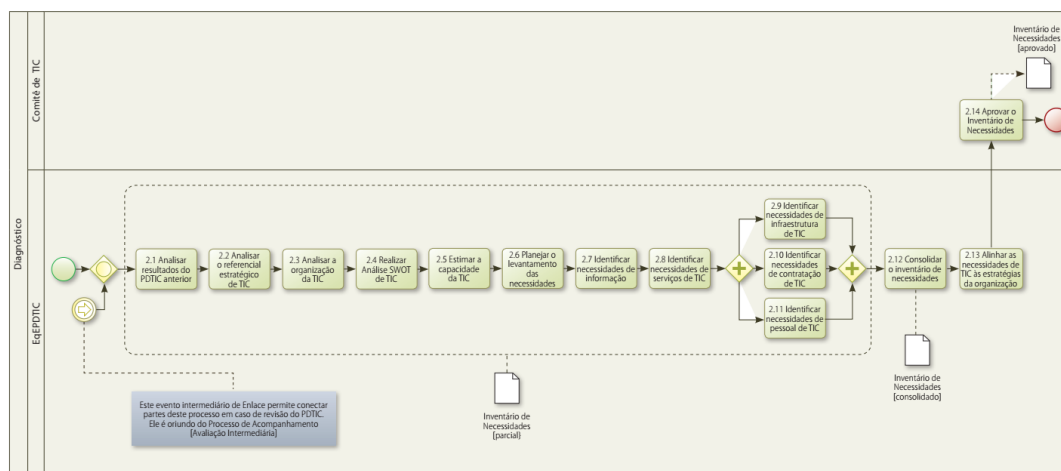 Diagnóstico
Comitê de TIC
Inventário de
Necessidades
[aprovado]
2.14 Aprovar o
Inventário de
Necessidades
EqEPDTIC
2.1 Analisar
resultados do
PDTIC anterior
2.2 Analisar
o referencial
estratégico
de TIC
2.3 Analisar a
organização
da TIC
2.4 Realizar
Análise SWOT
de TIC
2.5 Estimar a
capacidade
da TIC
2.6 Planejar o
levantamento
das
necessidades
2.7 Identificar
necessidades de
informação
2.8 Identificar
necessidades de
serviços de TIC
2.9 Identificar
necessidades de
infraestrutura
de TIC
2.10 Identificar
necessidades
de contratação
de TIC
2.11 Identificar
necessidades de
pessoal de TIC
2.12 Consolidar
o inventário de
necessidades
2.13 Alinhar as
necessidades de
TIC às estratégias
da organização
Este evento intermediário de Enlace permite conectar
partes deste processo em caso de revisão do PDTIC.
Ele é oriundo do Processo de Acompanhamento
[Avaliação Intermediária]
Inventário de
Necessidades
[parcial]
Inventário de
Necessidades
[consolidado]